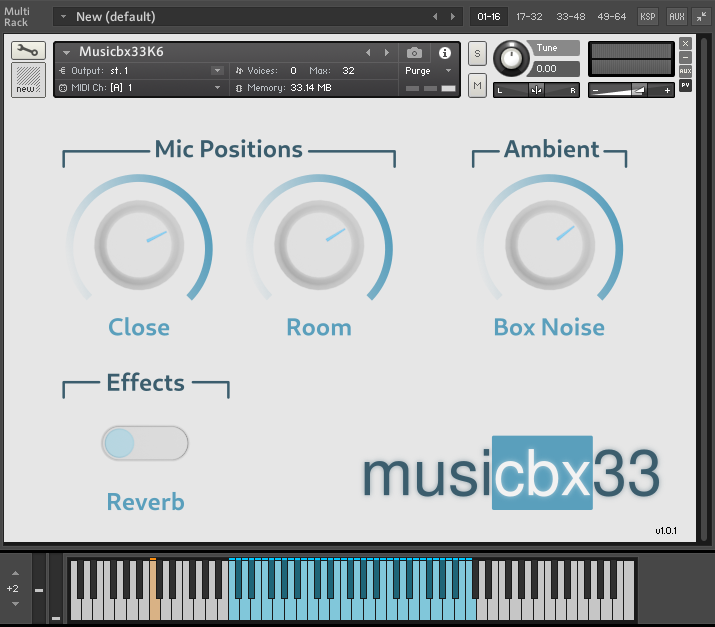 Multi Rack
New (default)
01-16 17-32 33-48 49-64 KSP AUX
Musicbx33K6
Output: st. 1
Voices: 0 Max: 32
Purge
MIDI Ch: [A] 1
Memory: 33.14 MB
new
S
M
Tune
0.00
L R
AUX
PV
Mic Positions
Ambient
Close
Room
Box Noise
Effects
Reverb
musicbx33
v1.0.1
+2